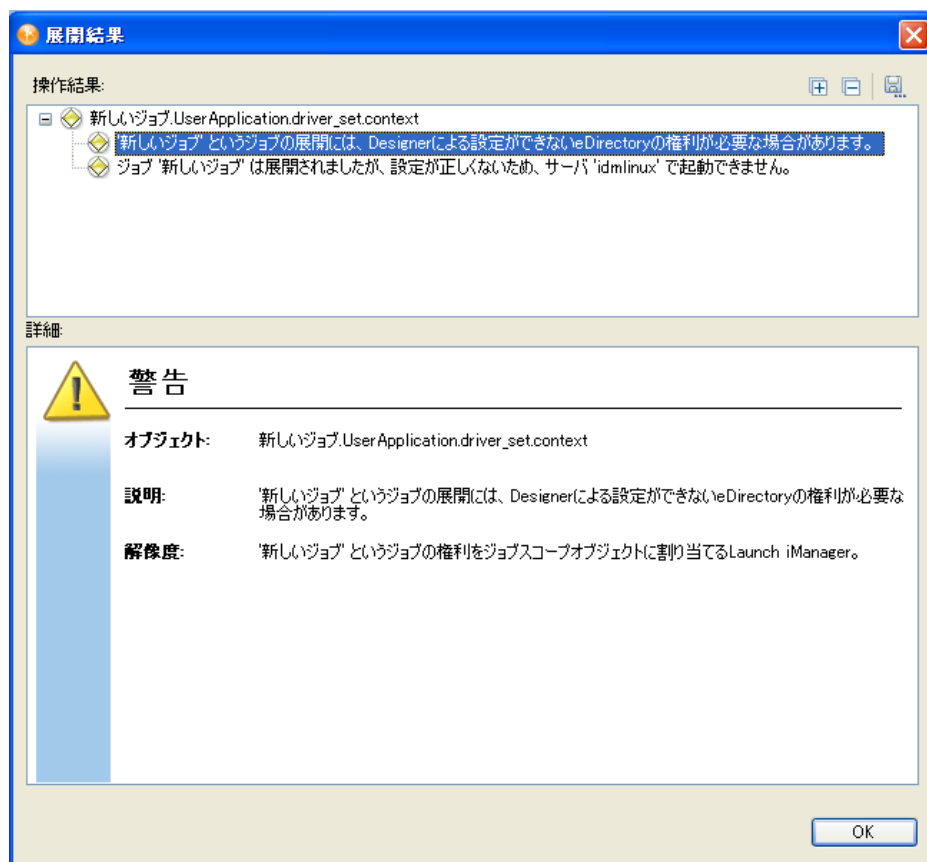 展開結果
操作結果:
新しいジョブ.UserApplication.driver_set.context
'新しいジョブ' というジョブの展開には、Designerによる設定ができないeDirectoryの権利が必要な場合があります。
ジョブ '新しいジョブ' は展開されましたが、設定が正しくないため、サーバ 'idmlinux' で起動できません。
詳細:
警告
オブジェクト: 新しいジョブ.UserApplication.driver_set.context
説明: '新しいジョブ' というジョブの展開には、Designerによる設定ができないeDirectoryの権利が必要な
場合があります。
解像度: '新しいジョブ' というジョブの権利をジョブスコープオブジェクトに割り当てるLaunch iManager。
OK